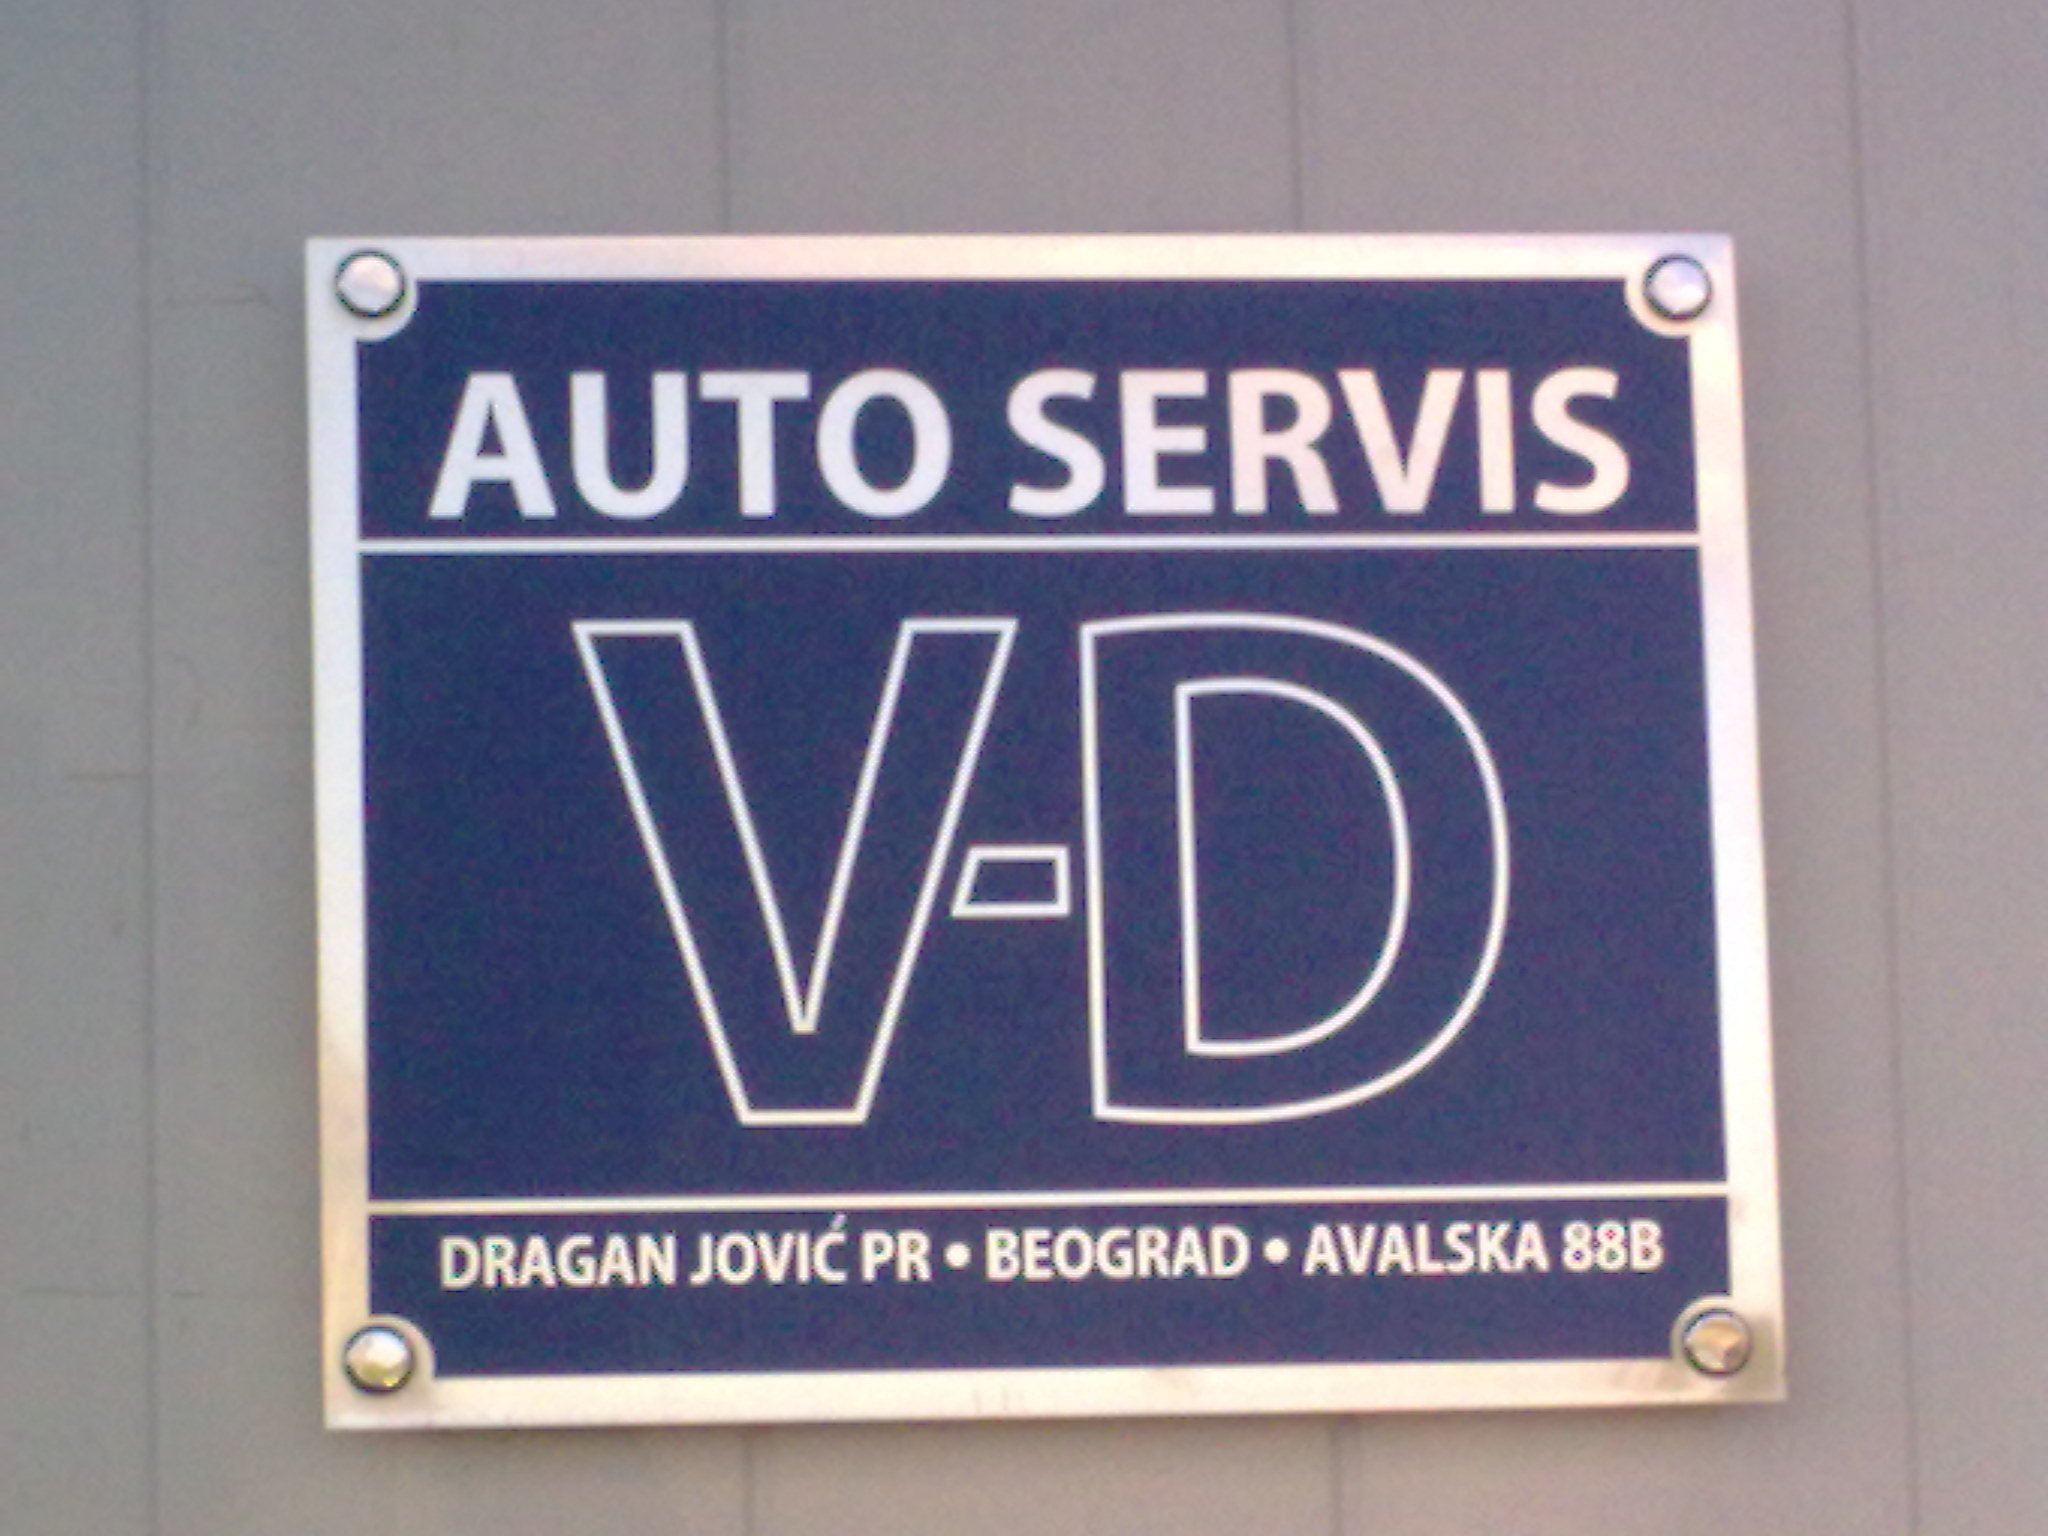 AUTO SERVIS
V-D
DRAGAN JOVIĆ PR • BEOGRAD • AVALSKA 88B